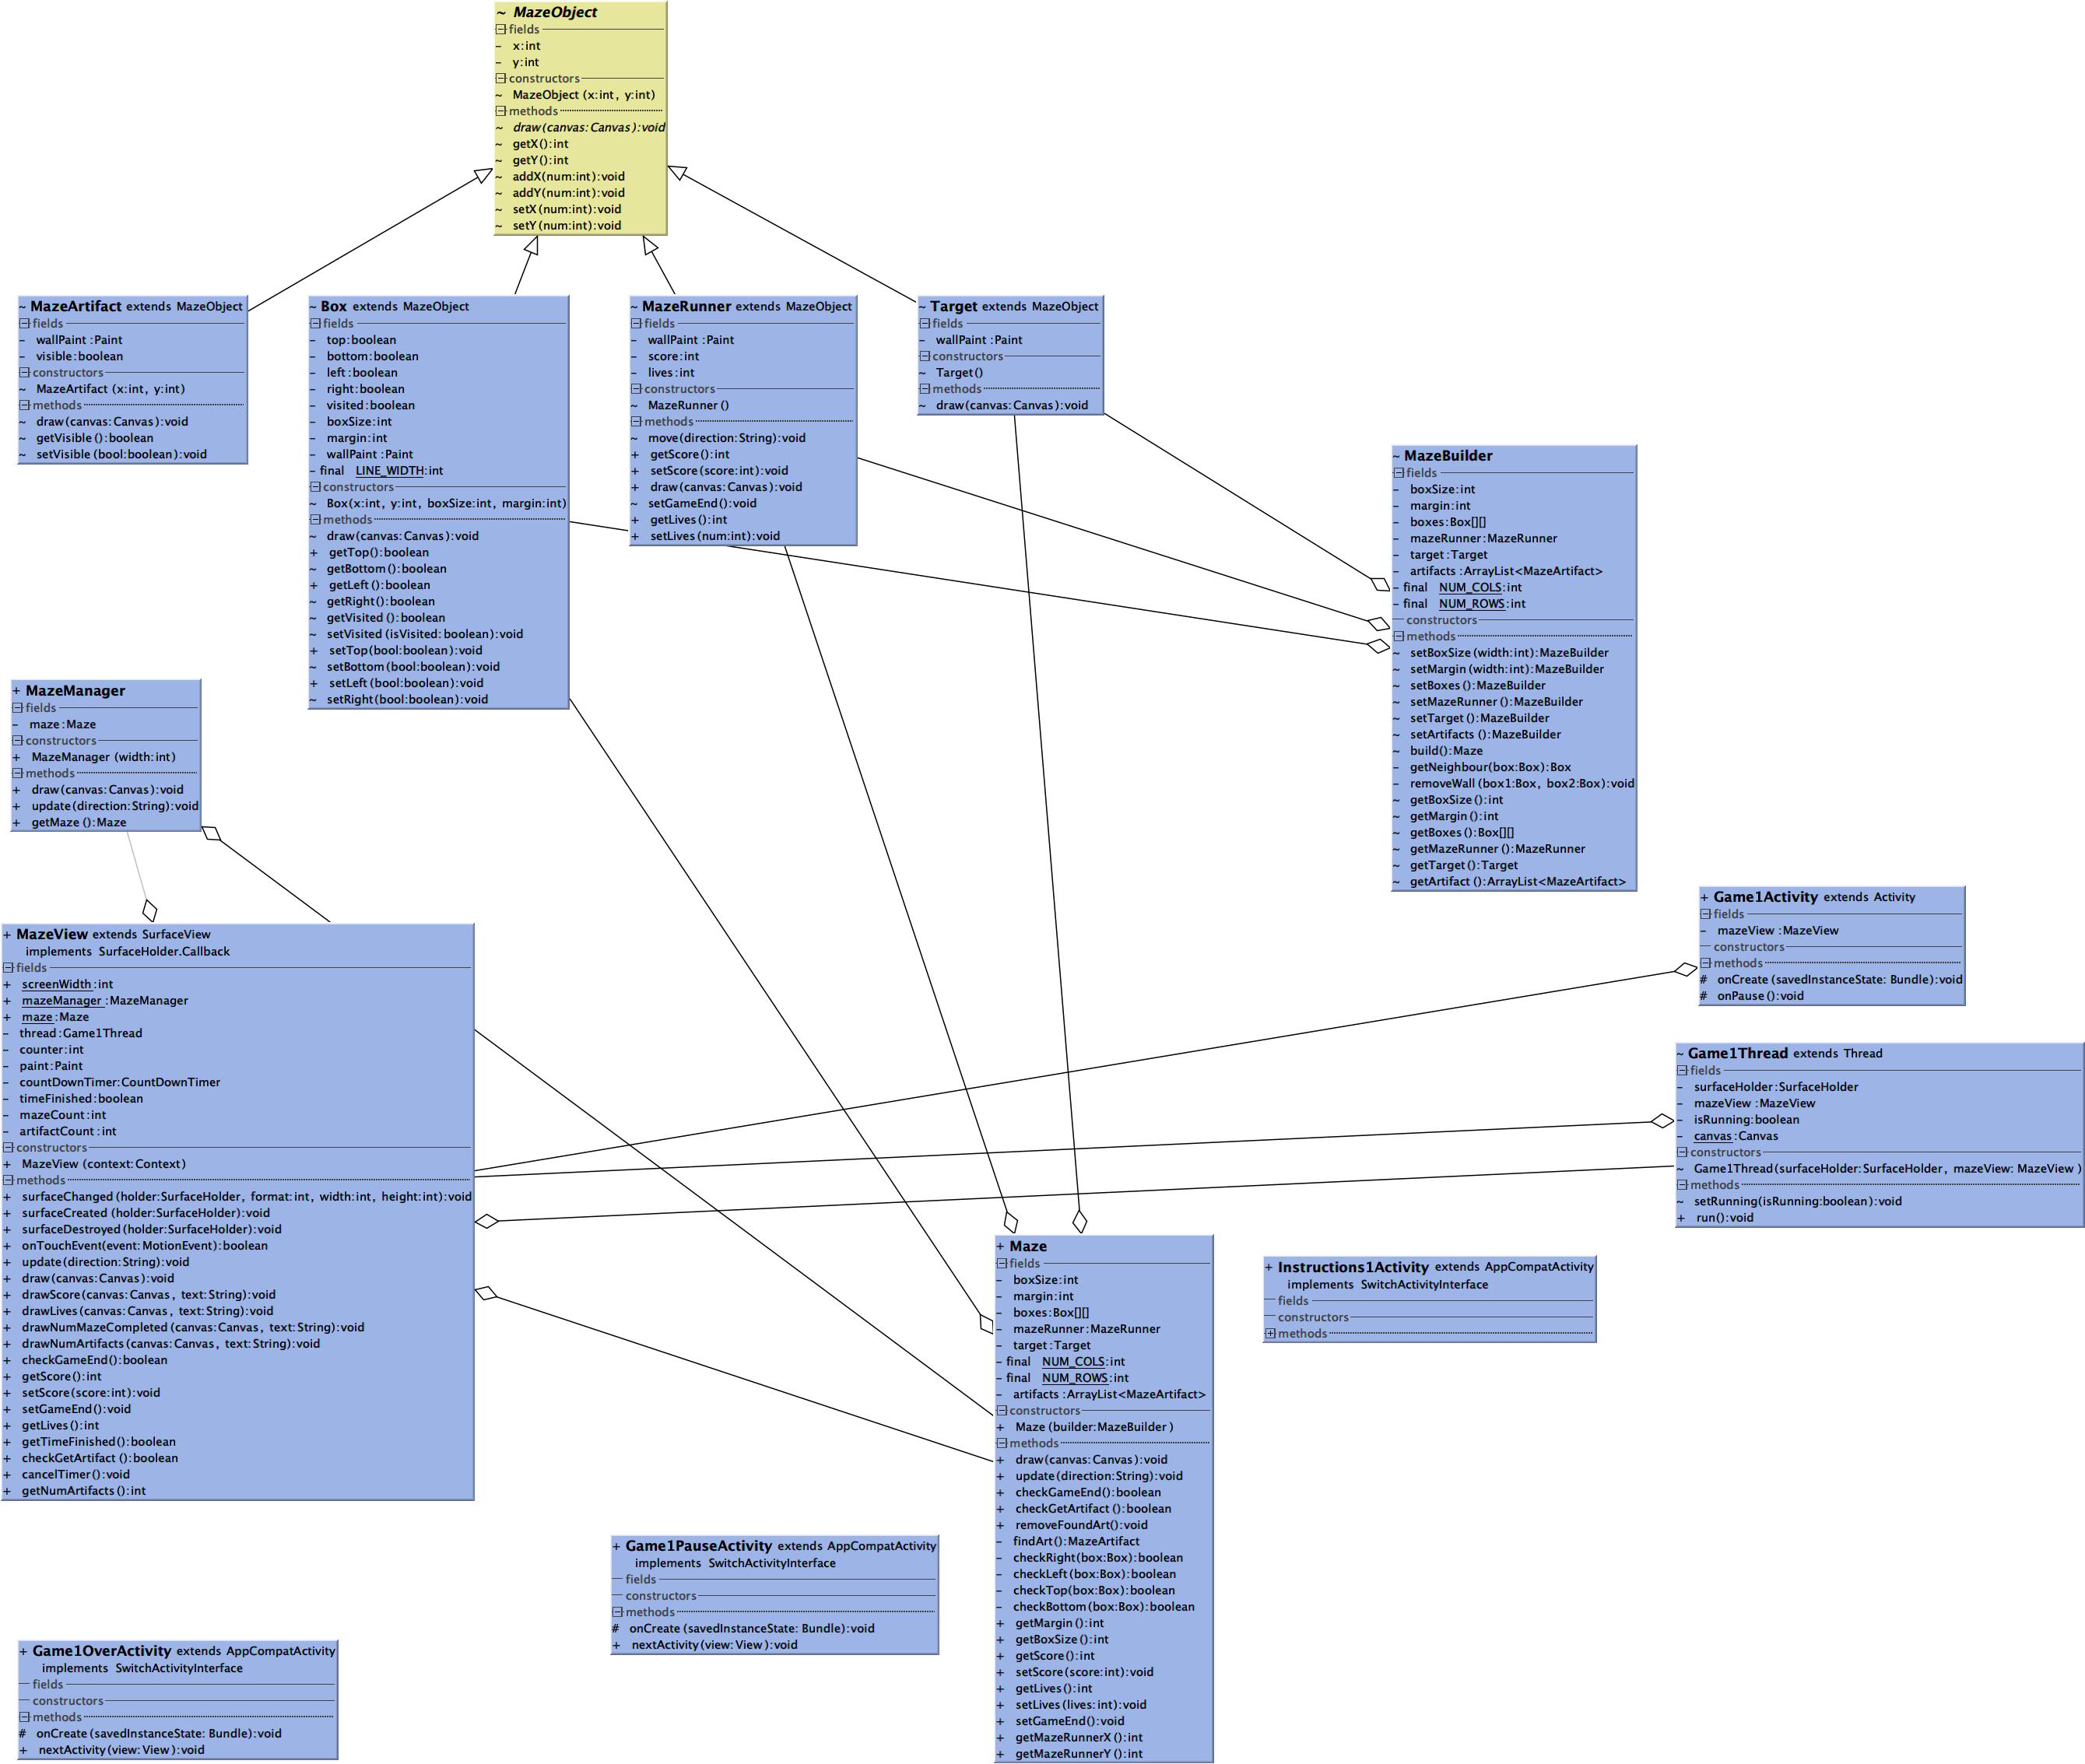 ~ MazeObject
fields
- x:int
- y:int
constructors
~ MazeObject (x:int, y:int)
methods
~ draw(canvas:Canvas):void
~ getX():int
~ getY():int
~ addX(num:int):void
~ addY(num:int):void
~ setX(num:int):void
~ setY(num:int):void
~ MazeArtifact extends MazeObject
fields
- wallPaint:Paint
- visible:boolean
constructors
~ MazeArtifact (x:int, y:int)
methods
~ draw(canvas:Canvas):void
~ getVisible():boolean
~ setVisible(bool:boolean):void
~ Box extends MazeObject
fields
- top:boolean
- bottom:boolean
- left:boolean
- right:boolean
- visited:boolean
- boxSize:int
- margin:int
- wallPaint:Paint
- final LINE_WIDTH:int
constructors
~ Box(x:int, y:int, boxSize:int, margin:int)
methods
~ draw(canvas:Canvas):void
+ getTop():boolean
~ getBottom():boolean
+ getLeft():boolean
~ getRight():boolean
~ getVisited():boolean
~ setVisited(isVisited:boolean):void
+ setTop(bool:boolean):void
~ setBottom(bool:boolean):void
+ setLeft(bool:boolean):void
~ setRight(bool:boolean):void
~ MazeRunner extends MazeObject
fields
- wallPaint:Paint
- score:int
- lives:int
constructors
~ MazeRunner()
methods
~ move(direction:String):void
+ getScore():int
+ setScore(score:int):void
+ draw(canvas:Canvas):void
~ setGameEnd():void
+ getLives():int
+ setLives(num:int):void
~ Target extends MazeObject
fields
- wallPaint:Paint
constructors
~ Target()
methods
~ draw(canvas:Canvas):void
~ MazeBuilder
fields
- boxSize:int
- margin:int
- boxes:Box[][]
- mazeRunner:MazeRunner
- target:Target
- artifacts:ArrayList<MazeArtifact>
- final NUM_COLS:int
- final NUM_ROWS:int
constructors
methods
~ setBoxSize(width:int):MazeBuilder
~ setMargin(width:int):MazeBuilder
~ setBoxes():MazeBuilder
~ setMazeRunner():MazeBuilder
~ setTarget():MazeBuilder
~ setArtifacts():MazeBuilder
~ build():Maze
- getNeighbour(box:Box):Box
- removeWall(box1:Box, box2:Box):void
~ getBoxSize():int
~ getMargin():int
~ getBoxes():Box[][]
~ getMazeRunner():MazeRunner
~ getTarget():Target
~ getArtifact():ArrayList<MazeArtifact>
+ MazeManager
fields
- maze:Maze
constructors
+ MazeManager(width:int)
methods
+ draw(canvas:Canvas):void
+ update(direction:String):void
+ getMaze():Maze
+ MazeView extends SurfaceView
implements SurfaceHolder.Callback
fields
+ screenWidth:int
+ mazeManager:MazeManager
+ maze:Maze
- thread:Game1Thread
- counter:int
- paint:Paint
- countDownTimer:CountDownTimer
- timeFinished:boolean
- mazeCount:int
- artifactCount:int
constructors
+ MazeView(context:Context)
methods
+ surfaceChanged(holder:SurfaceHolder, format:int, width:int, height:int):void
+ surfaceCreated(holder:SurfaceHolder):void
+ surfaceDestroyed(holder:SurfaceHolder):void
+ onTouchEvent(event:MotionEvent):boolean
+ update(direction:String):void
+ draw(canvas:Canvas):void
+ drawScore(canvas:Canvas, text:String):void
+ drawLives(canvas:Canvas, text:String):void
+ drawNumMazeCompleted(canvas:Canvas, text:String):void
+ drawNumArtifacts(canvas:Canvas, text:String):void
+ checkGameEnd():boolean
+ getScore():int
+ setScore(score:int):void
+ setGameEnd():void
+ getLives():int
+ getTimeFinished():boolean
+ checkGetArtifact():boolean
+ cancelTimer():void
+ getNumArtifacts():int
+ Game1Activity extends Activity
fields
- mazeView:MazeView
constructors
methods
# onCreate(savedInstanceState: Bundle):void
# onPause():void
~ Game1Thread extends Thread
fields
- surfaceHolder:SurfaceHolder
- mazeView:MazeView
- isRunning:boolean
- canvas:Canvas
constructors
~ Game1Thread(surfaceHolder:SurfaceHolder, mazeView: MazeView)
methods
~ setRunning(isRunning:boolean):void
+ run():void
+ Maze
fields
- boxSize:int
- margin:int
- boxes:Box[][]
- mazeRunner:MazeRunner
- target:Target
- final NUM_COLS:int
- final NUM_ROWS:int
- artifacts:ArrayList<MazeArtifact>
constructors
+ Maze(builder:MazeBuilder)
methods
+ draw(canvas:Canvas):void
+ update(direction:String):void
+ checkGameEnd():boolean
+ checkGetArtifact():boolean
+ removeFoundArt():void
- findArt():MazeArtifact
- checkRight(box:Box):boolean
- checkLeft(box:Box):boolean
- checkTop(box:Box):boolean
- checkBottom(box:Box):boolean
+ getMargin():int
+ getBoxSize():int
+ getScore():int
+ setScore(score:int):void
+ getLives():int
+ setLives(lives:int):void
+ setGameEnd():void
+ getMazeRunnerX():int
+ getMazeRunnerY():int
+ Instructions1Activity extends AppCompatActivity
implements SwitchActivityInterface
fields
constructors
methods
+ Game1PauseActivity extends AppCompatActivity
implements SwitchActivityInterface
fields
constructors
methods
# onCreate(savedInstanceState: Bundle):void
+ nextActivity(view:View):void
+ Game1OverActivity extends AppCompatActivity
implements SwitchActivityInterface
fields
constructors
methods
# onCreate(savedInstanceState: Bundle):void
+ nextActivity(view:View):void